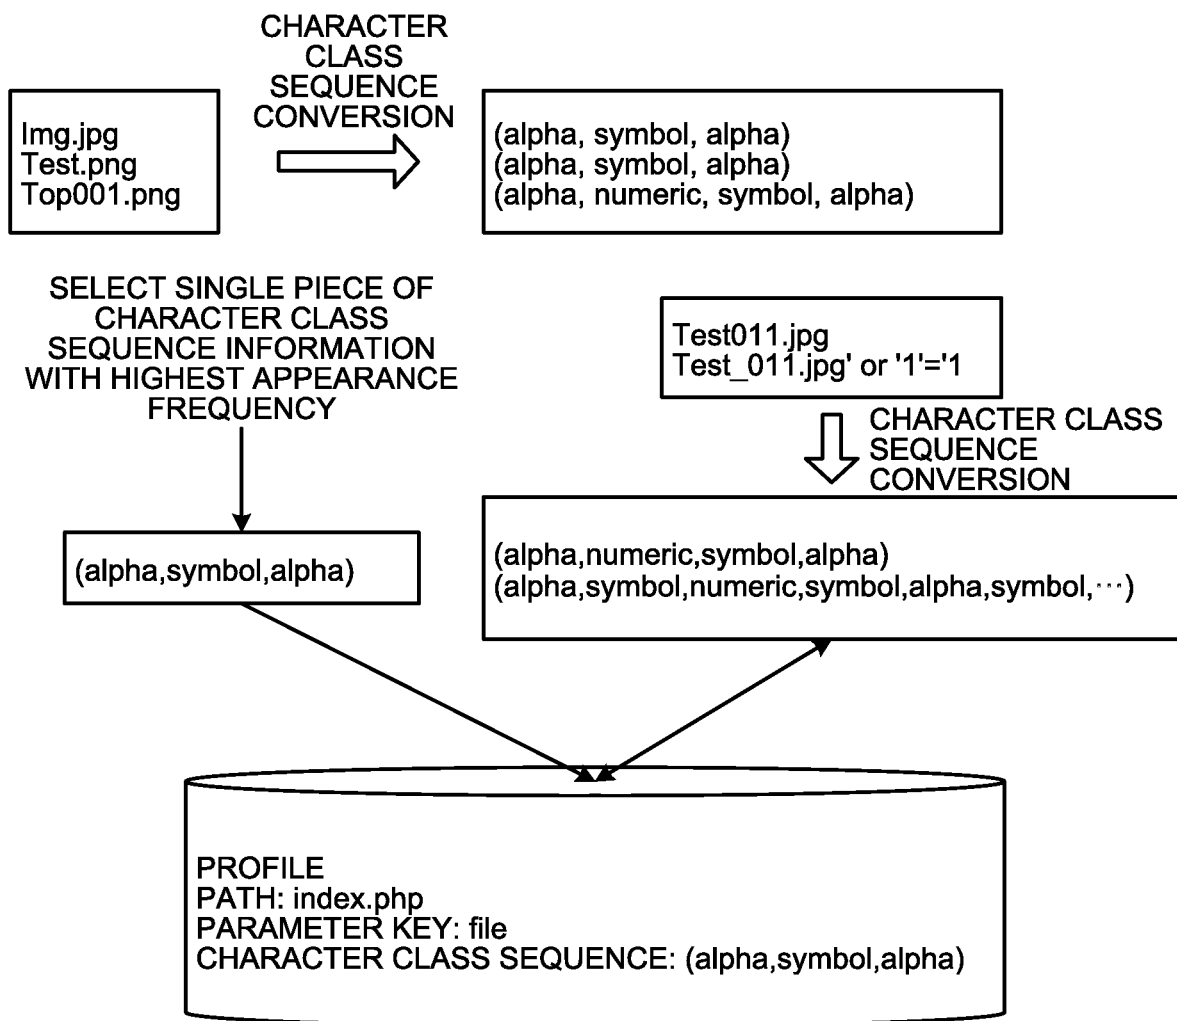 CHARACTER
CLASS
SEQUENCE
CONVERSION
Img.jpg
Test.png
Top001.png
(alpha, symbol, alpha)
(alpha, symbol, alpha)
(alpha, numeric, symbol, alpha)
SELECT SINGLE PIECE OF
CHARACTER CLASS
SEQUENCE INFORMATION
WITH HIGHEST APPEARANCE
FREQUENCY
Test011.jpg
Test_011.jpg' or '1'='1
CHARACTER CLASS
SEQUENCE
CONVERSION
(alpha,symbol,alpha)
(alpha,numeric,symbol,alpha)
(alpha,symbol,numeric,symbol,alpha,symbol,···)
PROFILE
PATH: index.php
PARAMETER KEY: file
CHARACTER CLASS SEQUENCE: (alpha,symbol,alpha)